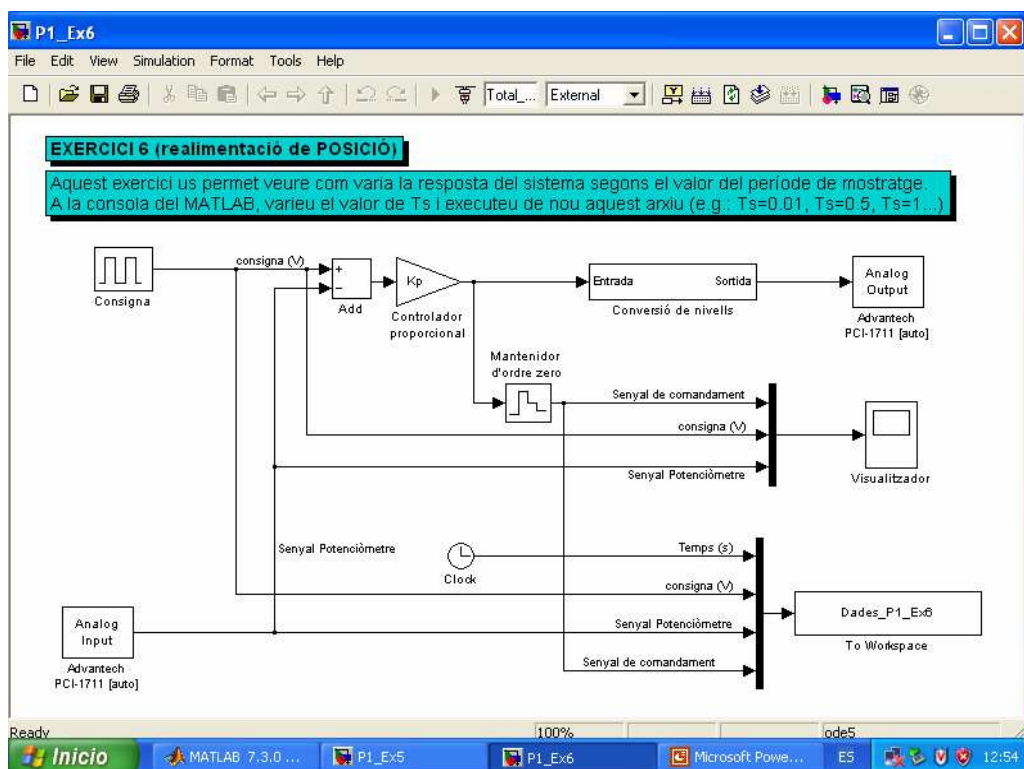 P1_Ex6
File Edit View Simulation Format Tools Help
Total_... External
EXERCICI 6 (realimentació de POSICIÓ)
Aquest exercici us permet veure com varia la resposta del sistema segons el valor del període de mostratge.
A la consola del MATLAB, varieu el valor de Ts i executeu de nou aquest arxiu (e.g.: Ts=0.01, Ts=0.5, Ts=1...)
Consigna
consigna (V)
+
−
Add
Kp
Controlador
proporcional
Entrada Sortida
Conversió de nivells
Analog
Output
Advantech
PCI-1711 [auto]
Mantenidor
d'ordre zero
Senyal de comandament
consigna (V)
Senyal Potenciòmetre
Visualitzador
Senyal Potenciòmetre
Clock
Temps (s)
consigna (V)
Senyal Potenciòmetre
Senyal de comandament
Dades_P1_Ex6
To Workspace
Analog
Input
Advantech
PCI-1711 [auto]
Ready 100% ode5
Inicio MATLAB 7.3.0 ... P1_Ex5 P1_Ex6 Microsoft Powe... ES 12:54